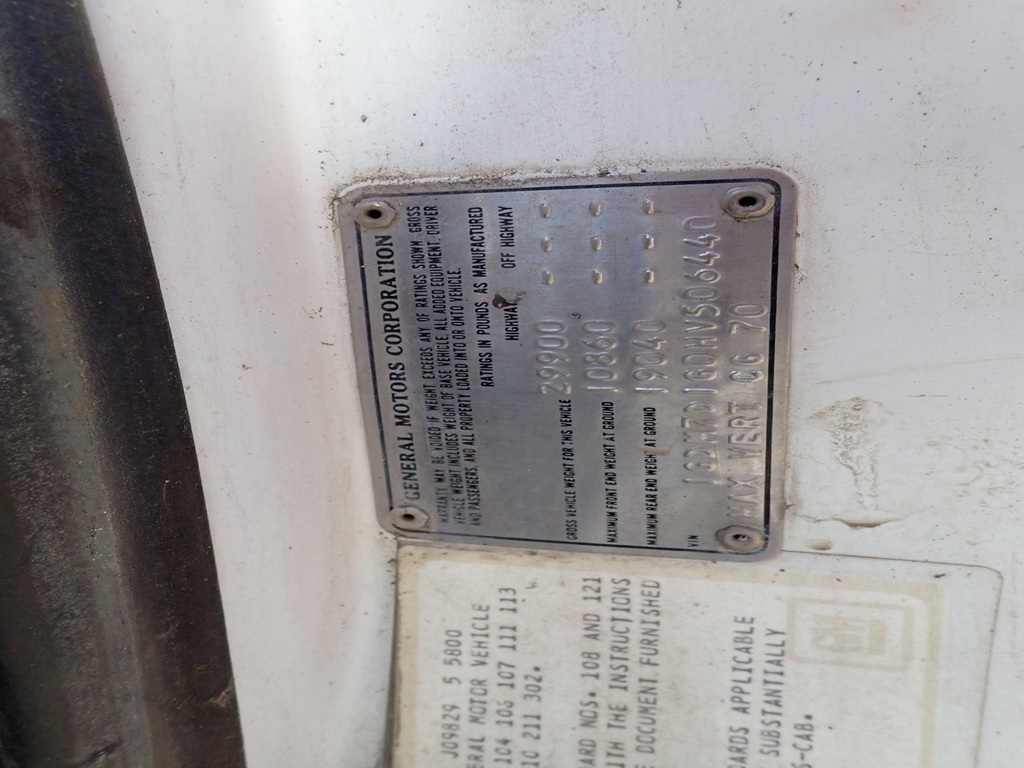 GENERAL MOTORS CORPORATION
WARRANTY MAY BE VOIDED IF WEIGHT EXCEEDS ANY OF RATINGS SHOWN. GROSS
VEHICLE WEIGHT INCLUDES WEIGHT OF BASE VEHICLE, ALL ADDED EQUIPMENT, DRIVER
AND PASSENGERS, AND ALL PROPERTY LOADED INTO OR ONTO VEHICLE.
RATINGS IN POUNDS AS MANUFACTURED
HIGHWAY OFF HIGHWAY
GROSS VEHICLE WEIGHT FOR THIS VEHICLE 29900 - - -
MAXIMUM FRONT END WEIGHT AT GROUND 10860 - - -
MAXIMUM REAR END WEIGHT AT GROUND 19040 - - -
VIN 1GDM7D1G0HV506440
MAX VERT CG 70
J09829 5 5800
ERAL MOTOR VEHICLE
104 106 107 111 113
10 211 302.
ARD NOS. 108 AND 121
ITH THE INSTRUCTIONS
E DOCUMENT, FURNISHED
DARDS APPLICABLE
SUBSTANTIALLY
S-CAB.
GM